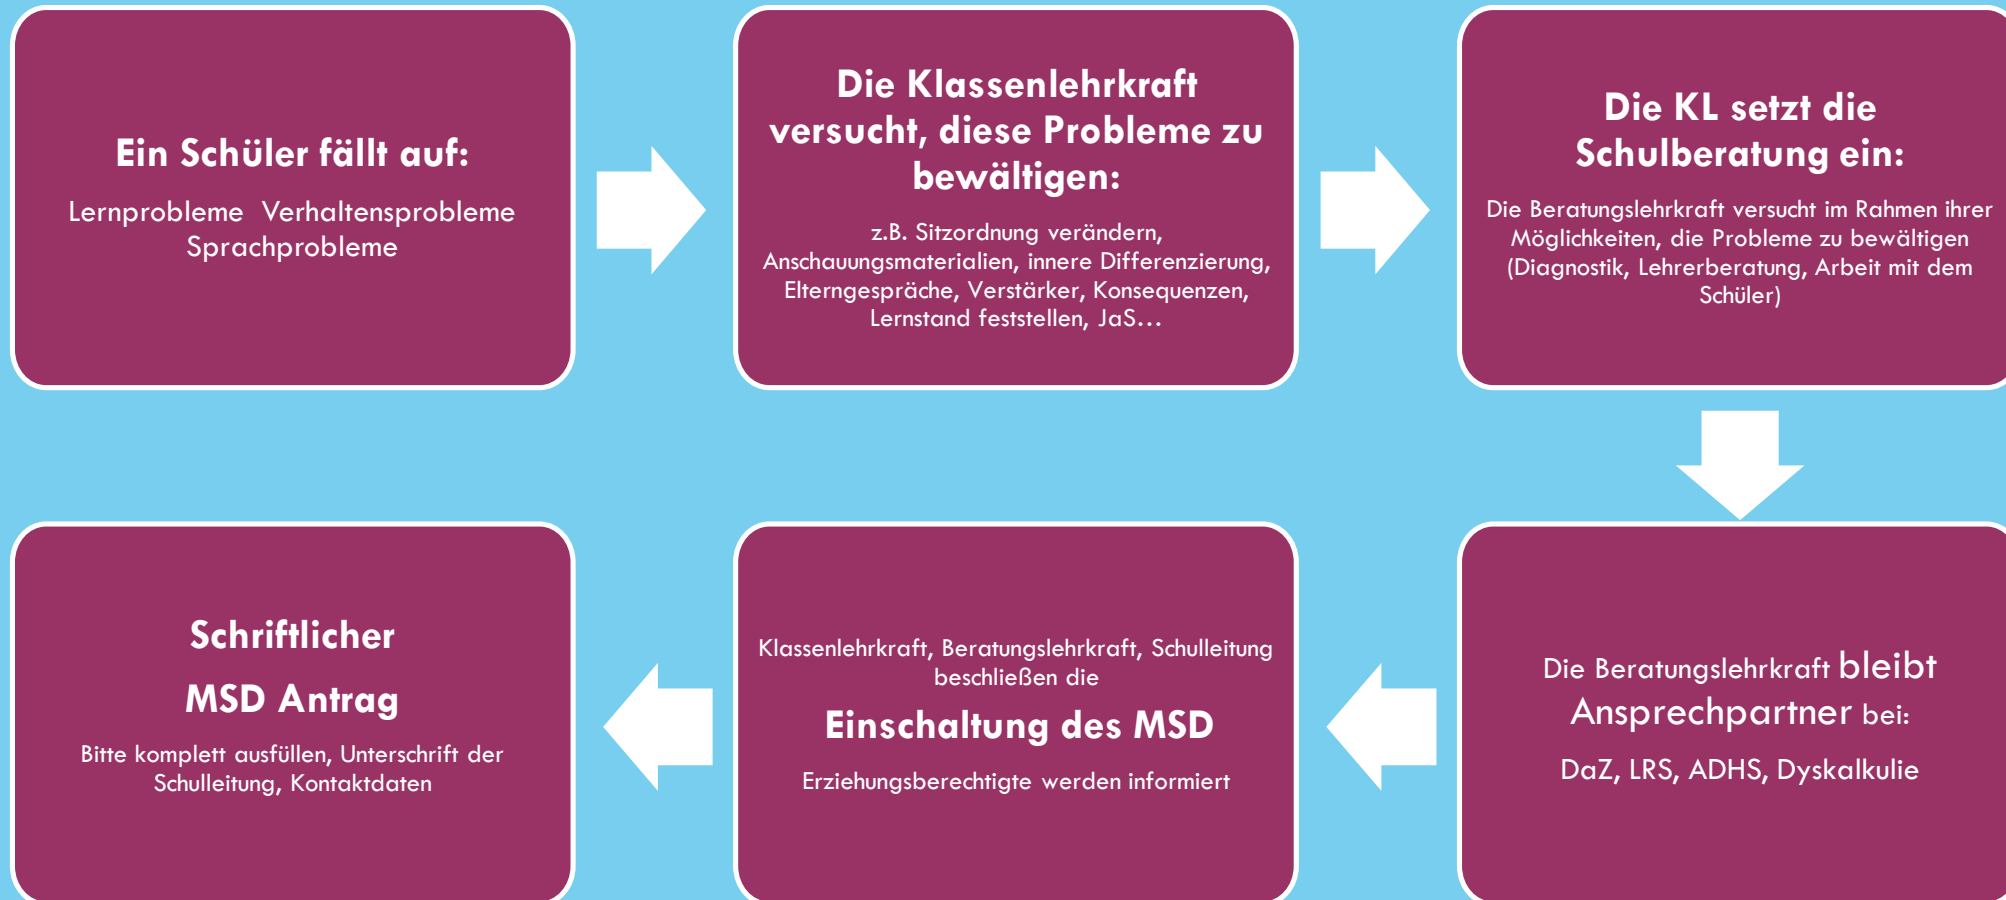 Ein Schüler fällt auf:
Lernprobleme  Verhaltensprobleme
Sprachprobleme
Die Klassenlehrkraft
versucht, diese Probleme zu
bewältigen:
z.B. Sitzordnung verändern,
Anschauungsmaterialien, innere Differenzierung,
Elterngespräche, Verstärker, Konsequenzen,
Lernstand feststellen, JaS...
Die KL setzt die
Schulberatung ein:
Die Beratungslehrkraft versucht im Rahmen ihrer
Möglichkeiten, die Probleme zu bewältigen
(Diagnostik, Lehrerberatung, Arbeit mit dem
Schüler)
Die Beratungslehrkraft bleibt
Ansprechpartner bei:
DaZ, LRS, ADHS, Dyskalkulie
Klassenlehrkraft, Beratungslehrkraft, Schulleitung
beschließen die
Einschaltung des MSD
Erziehungsberechtigte werden informiert
Schriftlicher
MSD Antrag
Bitte komplett ausfüllen, Unterschrift der
Schulleitung, Kontaktdaten